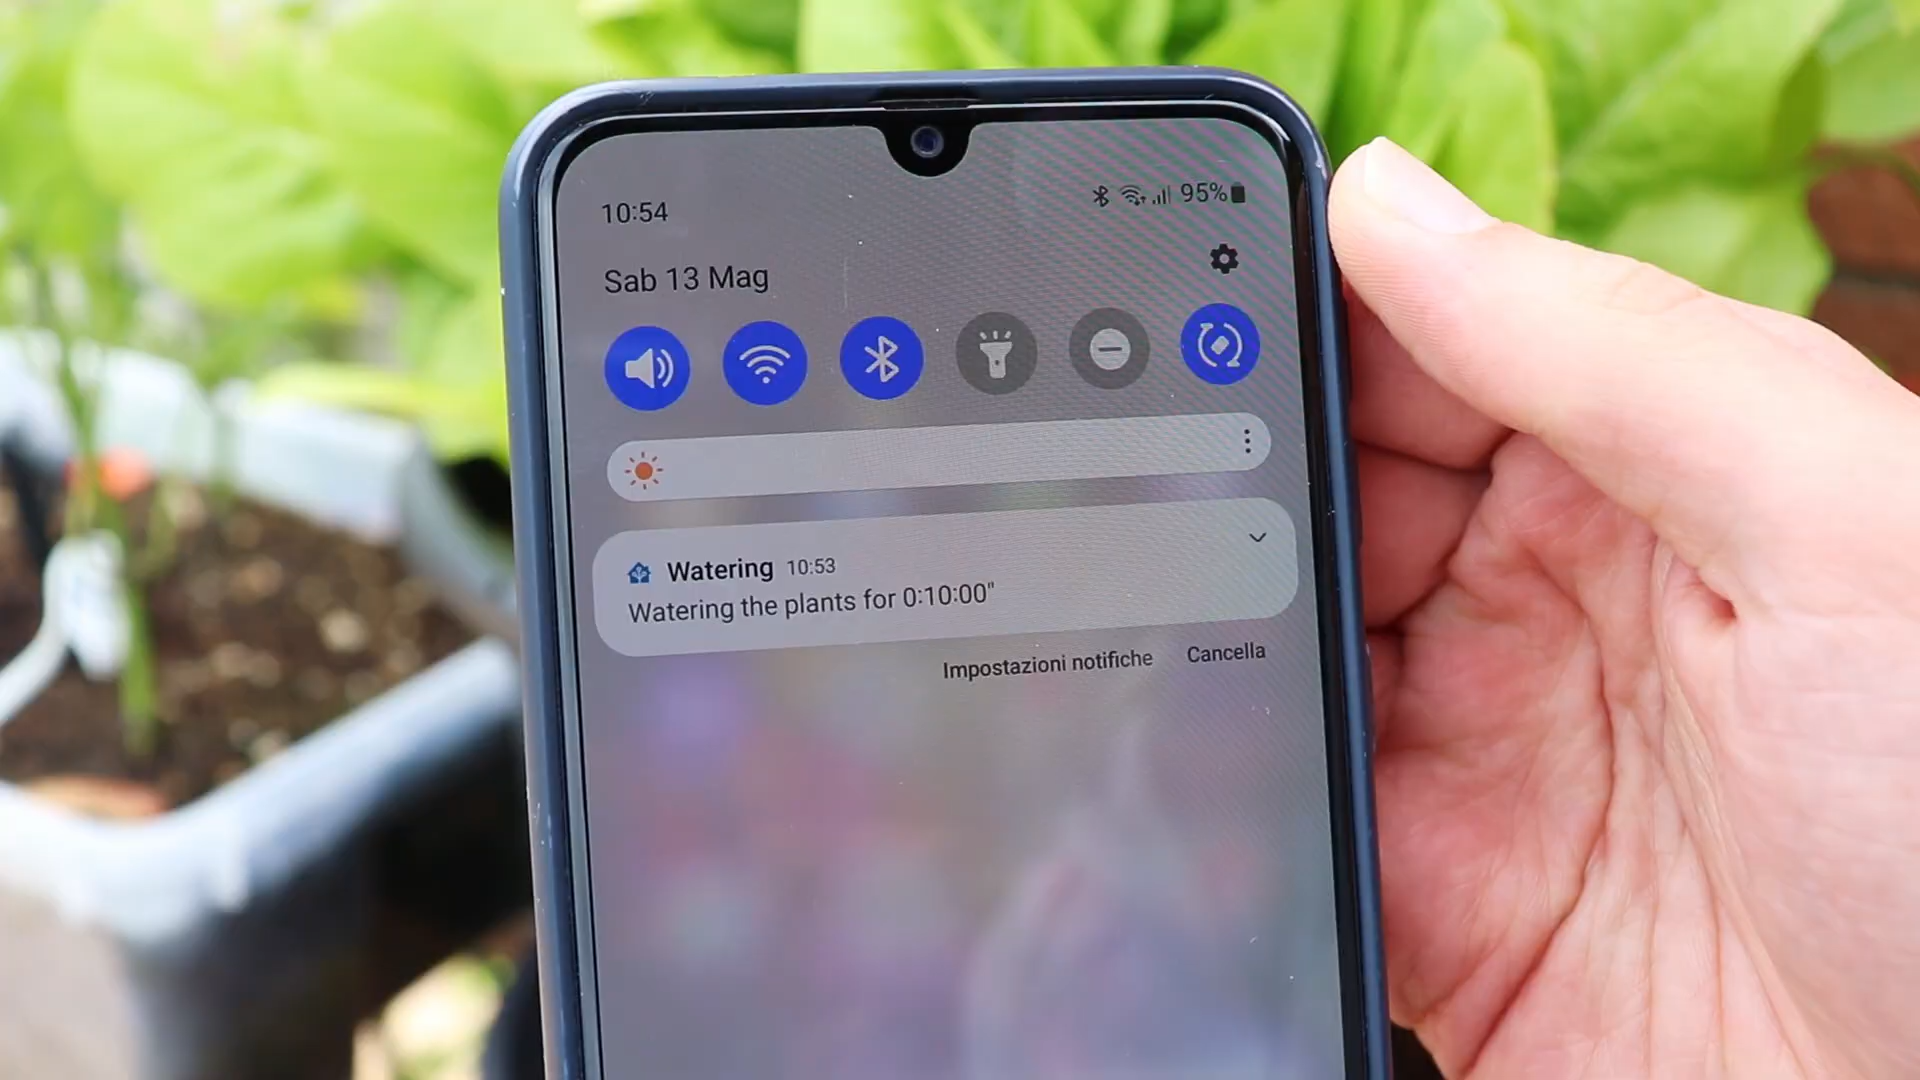 10:54
95%
Sab 13 Mag
Watering 10:53
Watering the plants for 0:10:00"
Impostazioni notifiche Cancella